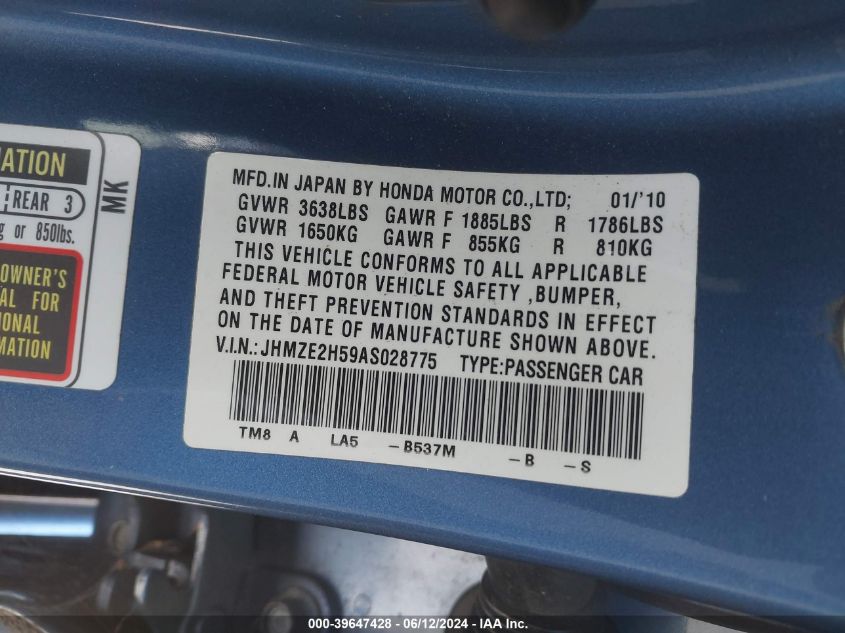 ATION
REAR 3
g or 850lbs.
MK
OWNER'S
AL FOR
IONAL
MATION
MFD.IN JAPAN BY HONDA MOTOR CO.,LTD; 01/'10
GVWR 3638LBS GAWR F 1885LBS R 1786LBS
GVWR 1650KG GAWR F 855KG R 810KG
THIS VEHICLE CONFORMS TO ALL APPLICABLE
FEDERAL MOTOR VEHICLE SAFETY ,BUMPER,
AND THEFT PREVENTION STANDARDS IN EFFECT
ON THE DATE OF MANUFACTURE SHOWN ABOVE.
V.I.N.:JHMZE2H59AS028775 TYPE:PASSENGER CAR
TM8 A LA5 -B537M -B -S
000-39647428 - 06/12/2024 - IAA Inc.